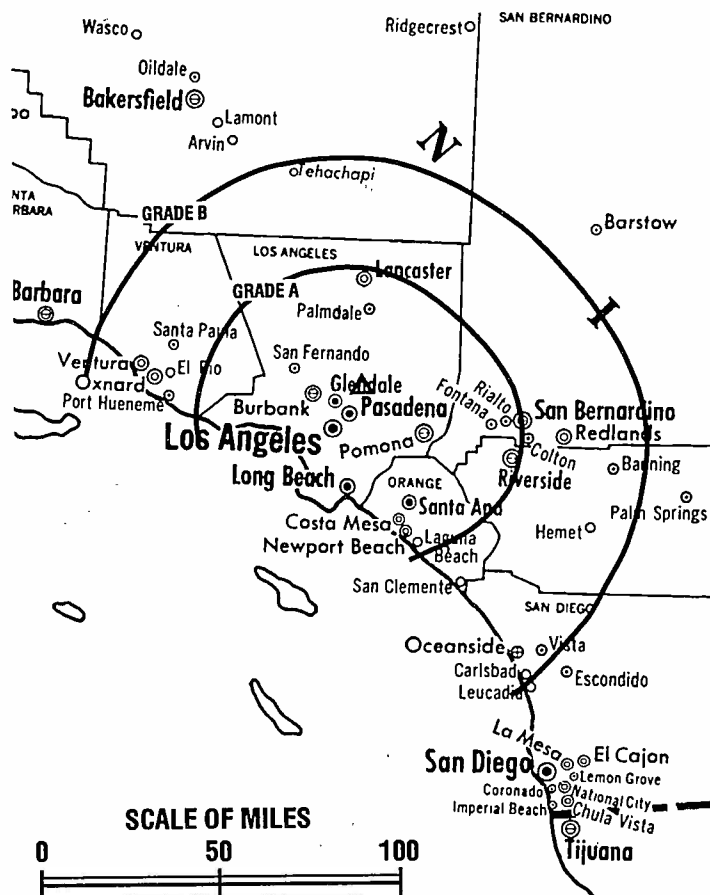 SAN BERNARDINO
Wasco
Ridgecrest
Oildale
Bakersfield
Lamont
Arvin
N
Tehachapi
NTA
RBARA
GRADE B
Barstow
VENTURA
LOS ANGELES
Lancaster
GRADE A
Barbara
Palmdale
I
Santa Paula
San Fernando
Ventura
El Rio
Oxnard
Glendale
Port Hueneme
Burbank
Pasadena
Rialto
Fontana
San Bernardino
Los Angeles
Pomona
Redlands
Colton
Long Beach
ORANGE
Riverside
Banning
Santa Ana
Palm Springs
Costa Mesa
Hemet
Newport Beach
Laguna
Beach
San Clemente
SAN DIEGO
Oceanside
Vista
Carlsbad
Escondido
Leucadia
La Mesa
El Cajon
San Diego
Lemon Grove
Coronado
National City
Imperial Beach
Chula Vista
Tijuana
SCALE OF MILES
0 50 100